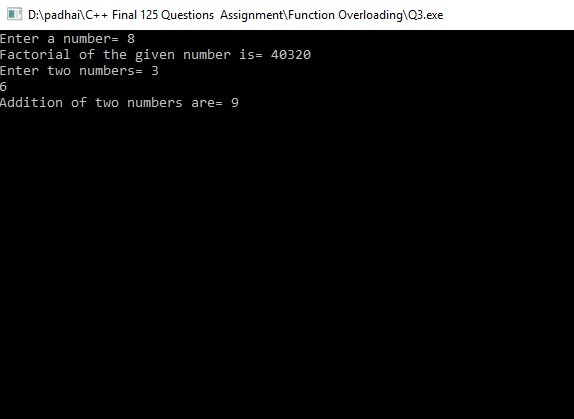 D:\padhai\C++ Final 125 Questions  Assignment\Function Overloading\Q3.exe
Enter a number= 8
Factorial of the given number is= 40320
Enter two numbers= 3
6
Addition of two numbers are= 9